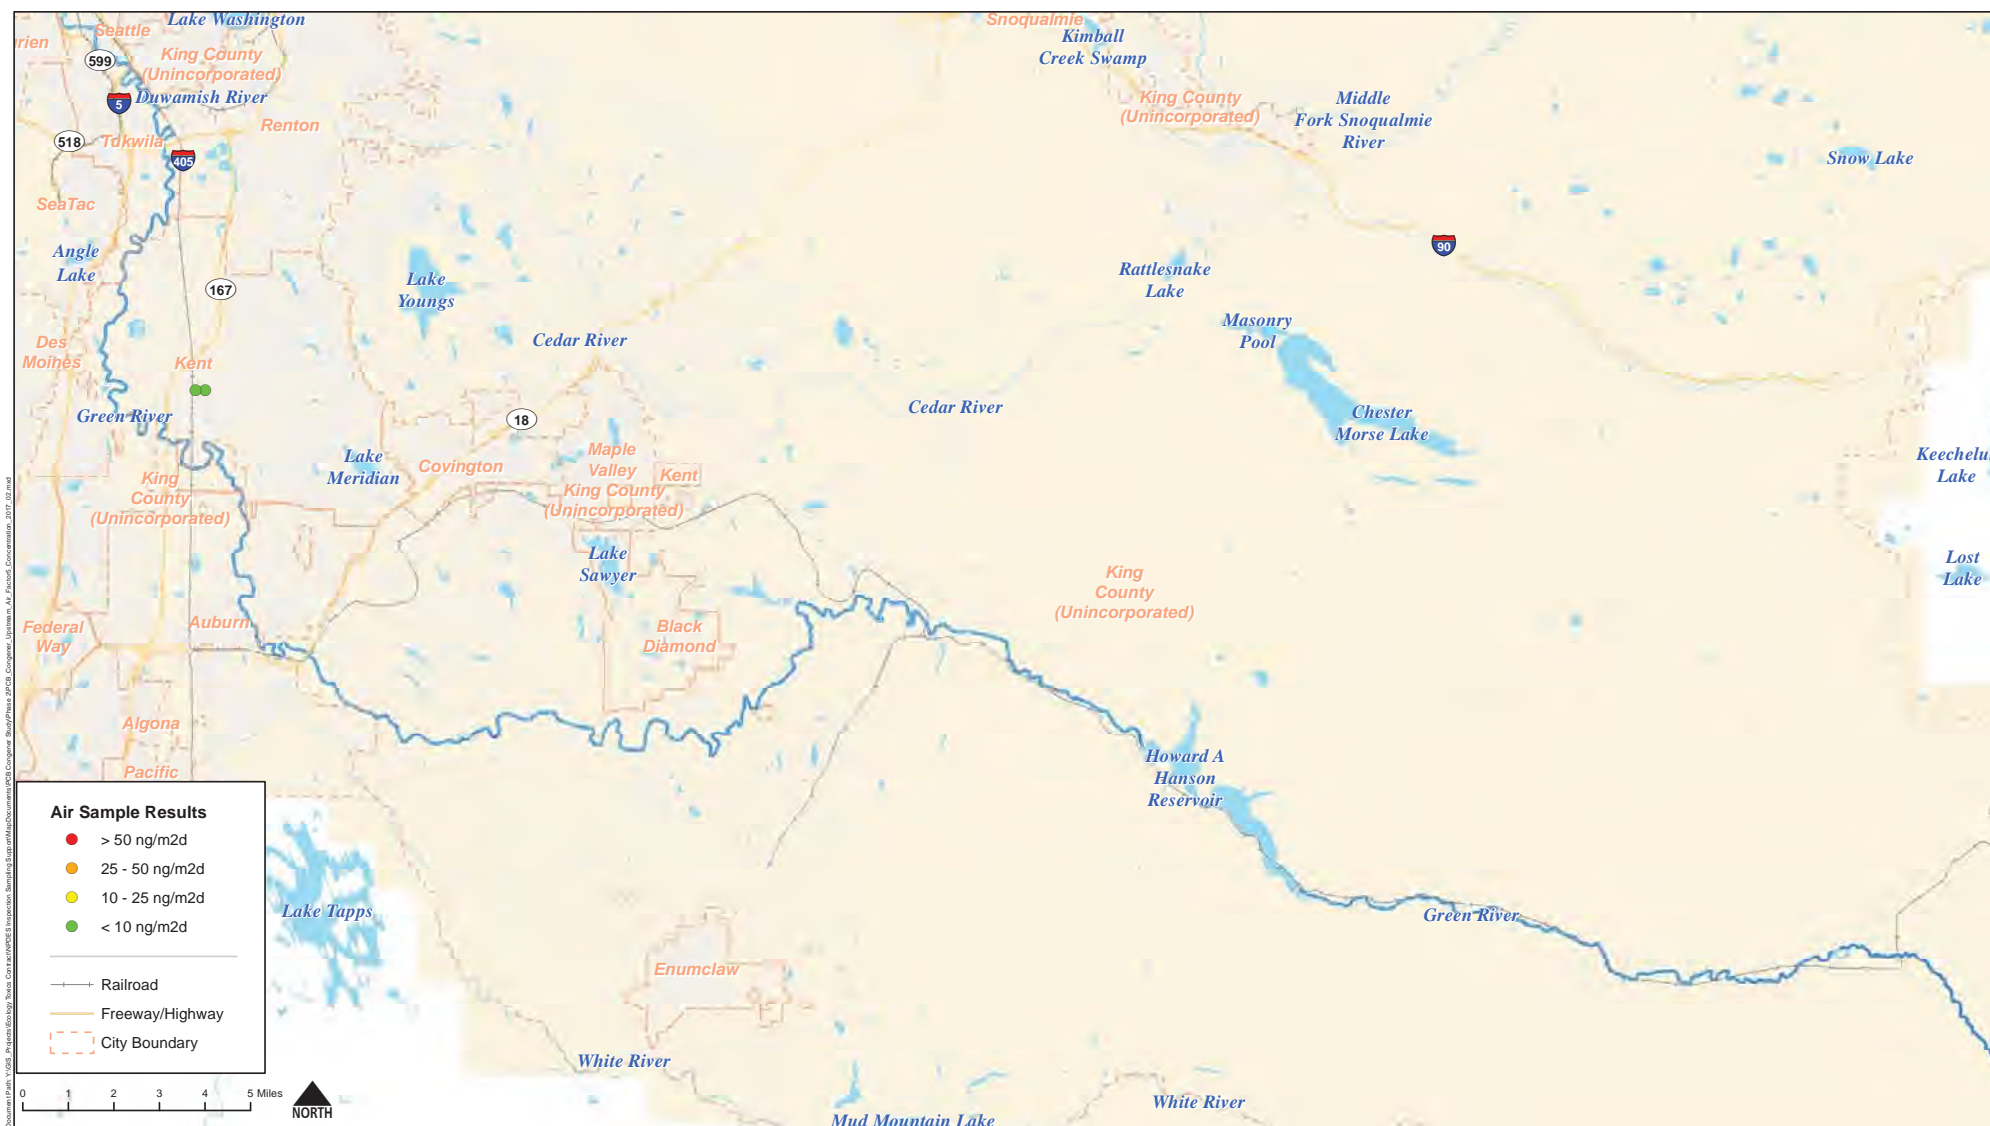 Lake Washington
Seattle
rien
King County
(Unincorporated)
599
5
Duwamish River
Renton
518
Tukwila
405
SeaTac
Angle
Lake
167
Lake
Youngs
Des
Moines
Kent
Green River
Cedar River
Cedar River
18
Lake
Meridian
Covington
Maple
Valley
King County
(Unincorporated)
Kent
King
County
(Unincorporated)
Lake
Sawyer
Federal
Way
Auburn
Black
Diamond
Algona
Pacific
Snoqualmie
Kimball
Creek Swamp
King County
(Unincorporated)
Middle
Fork Snoqualmie
River
Snow Lake
90
Rattlesnake
Lake
Masonry
Pool
Chester
Morse Lake
Keechelu
Lake
Lost
Lake
King
County
(Unincorporated)
Howard A
Hanson
Reservoir
Green River
Lake Tapps
Enumclaw
White River
White River
Mud Mountain Lake
Air Sample Results
> 50 ng/m2d
25 - 50 ng/m2d
10 - 25 ng/m2d
< 10 ng/m2d
Railroad
Freeway/Highway
City Boundary
0 1 2 3 4 5 Miles
NORTH